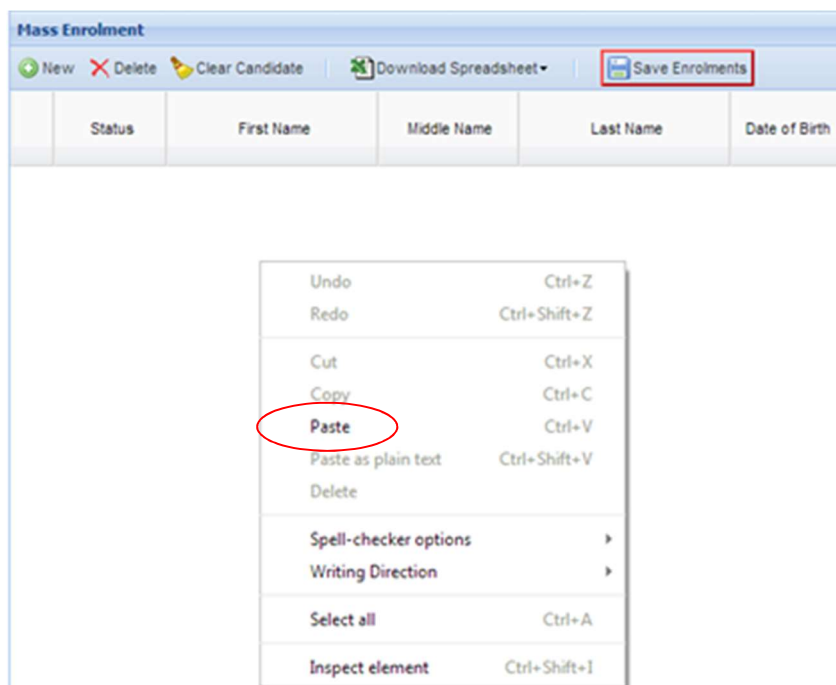 Mass Enrolment
New Delete Clear Candidate Download Spreadsheet Save Enrolments
Status First Name Middle Name Last Name Date of Birth
Undo Ctrl+Z
Redo Ctrl+Shift+Z
Cut Ctrl+X
Copy Ctrl+C
Paste Ctrl+V
Paste as plain text Ctrl+Shift+V
Delete
Spell-checker options
Writing Direction
Select all Ctrl+A
Inspect element Ctrl+Shift+I